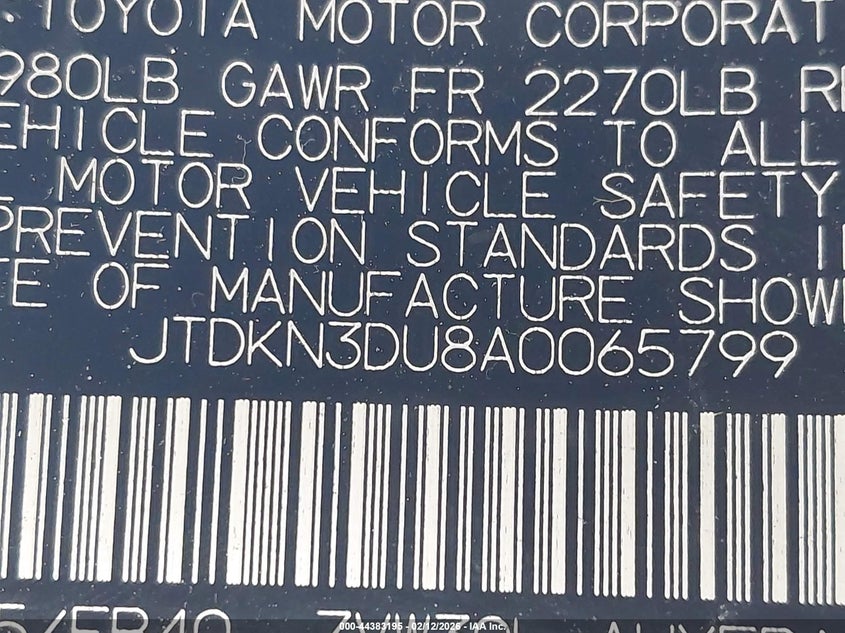 TOYOTA MOTOR CORPORAT
980LB GAWR FR 2270LB R
EHICLE CONFORMS TO ALL
MOTOR VEHICLE SAFETY
PREVENTION STANDARDS I
TE OF MANUFACTURE SHOW
JTDKN3DU8A0065799
000-44383195 - 02/12/2026 - IAA Inc.